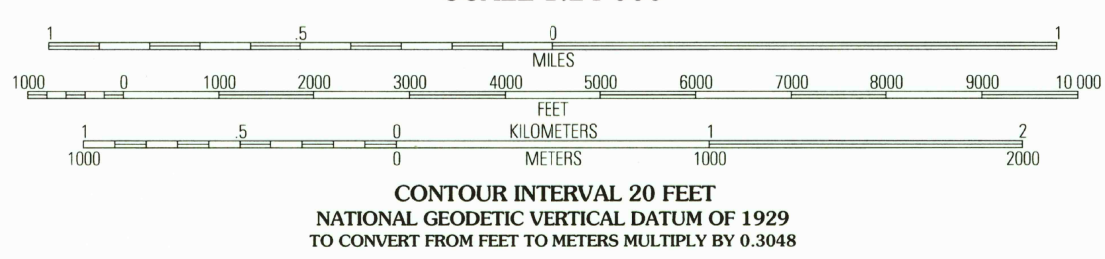 1 .5 0 1
MILES
1000 0 1000 2000 3000 4000 5000 6000 7000 8000 9000 10 000
FEET
1 .5 0 KILOMETERS 1 2
1000 0 METERS 1000 2000
CONTOUR INTERVAL 20 FEET
NATIONAL GEODETIC VERTICAL DATUM OF 1929
TO CONVERT FROM FEET TO METERS MULTIPLY BY 0.3048